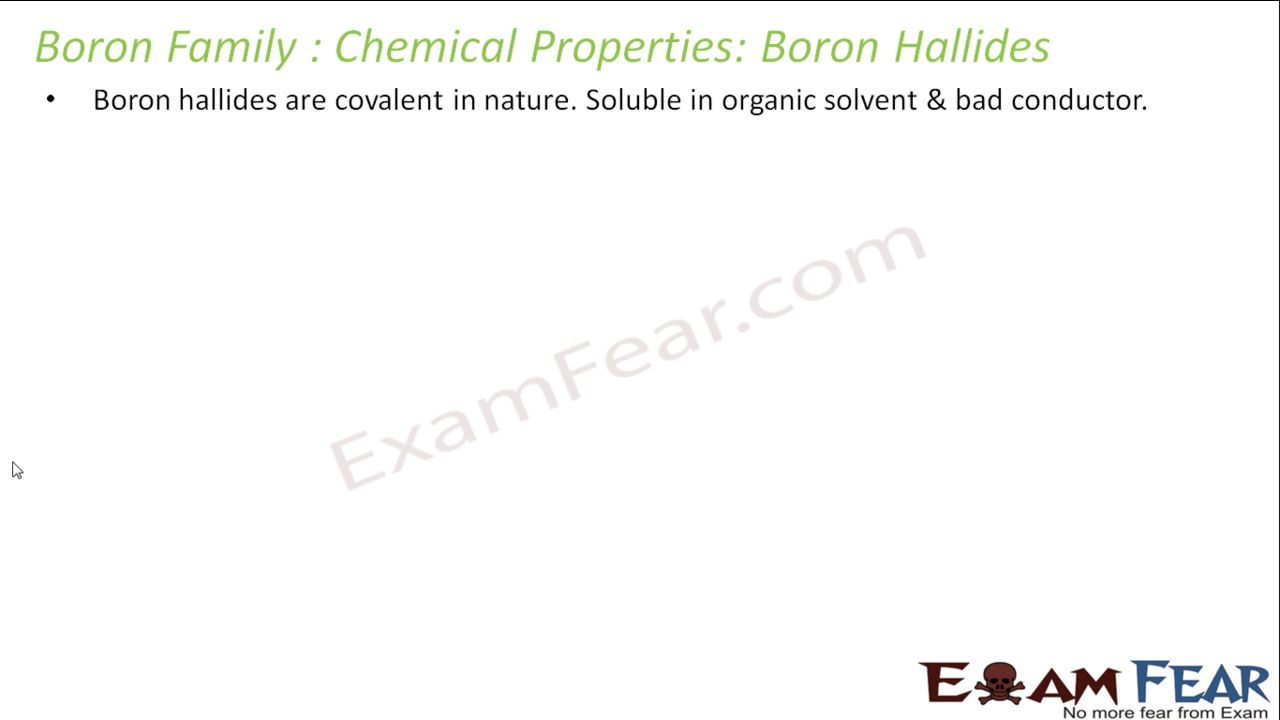 Boron Family : Chemical Properties: Boron Hallides
• Boron hallides are covalent in nature. Soluble in organic solvent & bad conductor.
ExamFear.com
EXAM FEAR
No more fear from Exam